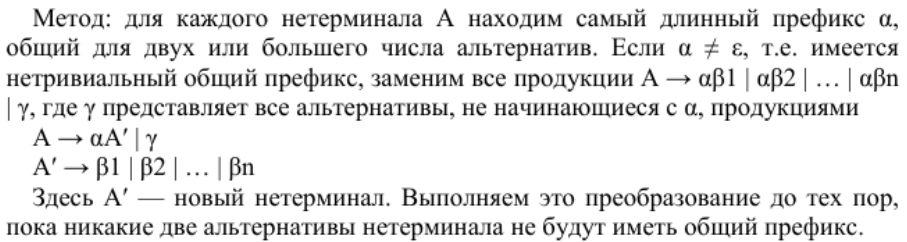 Метод: для каждого нетерминала A находим самый длинный префикс α,
общий для двух или большего числа альтернатив. Если α ≠ ε, т.е. имеется
нетривиальный общий префикс, заменим все продукции A → αβ1 | αβ2 | … | αβn
| γ, где γ представляет все альтернативы, не начинающиеся с α, продукциями
A → αA′ | γ
A′ → β1 | β2 | … | βn
Здесь A′ — новый нетерминал. Выполняем это преобразование до тех пор,
пока никакие две альтернативы нетерминала не будут иметь общий префикс.